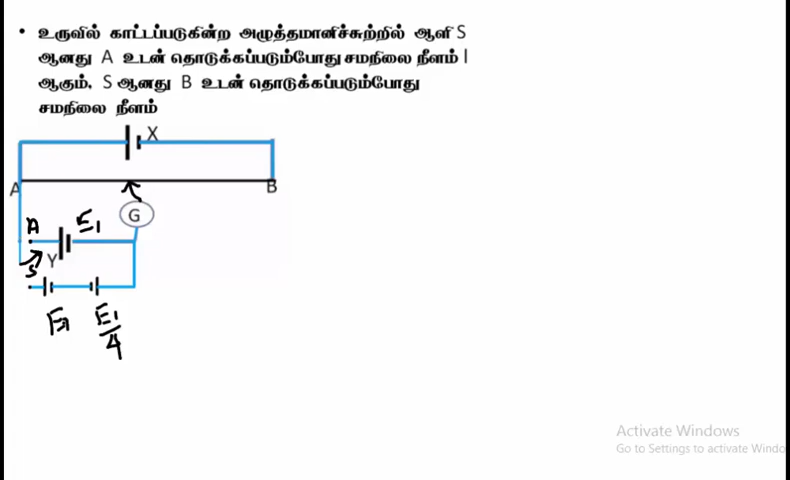 • உருவில் காட்டப்படுகின்ற அழுத்தமானிச்சுற்றில் ஆளி S
ஆனது A உடன் தொடுக்கப்படும்போது சமநிலை நீளம் l
ஆகும். S ஆனது B உடன் தொடுக்கப்படும்போது
சமநிலை நீளம்
X
A
B
G
A
E1
S
Y
E1
4
Activate Windows
Go to Settings to activate Windo